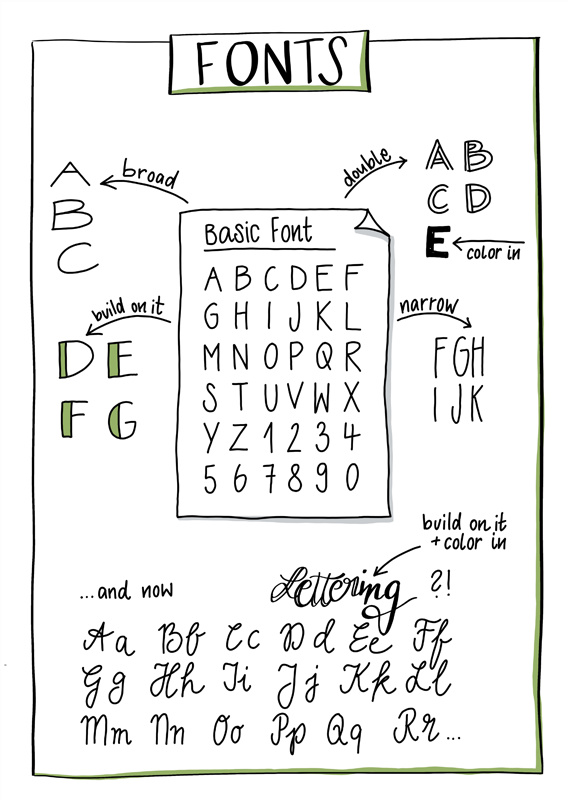 FONTS
broad
A
B
C
double
A B
C D
E
color in
Basic Font
A B C D E F
G H I J K L
M N O P Q R
S T U V W X
Y Z 1 2 3 4
5 6 7 8 9 0
build on it
D E
F G
narrow
F G H
I J K
build on it
+ color in
...and now Lettering ?!
Aa Bb Cc Dd Ee Ff
Gg Hh Ii Jj Kk Ll
Mm Nn Oo Pp Qq Rr...